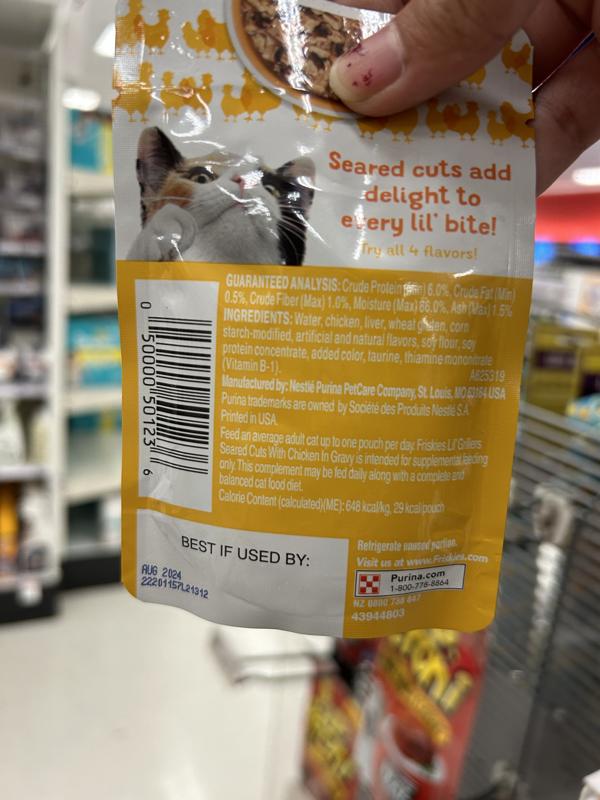 Seared cuts add
delight to
every lil' bite!
Try all 4 flavors!
GUARANTEED ANALYSIS: Crude Protein (Min) 6.0%, Crude Fat (Min)
0.5%, Crude Fiber (Max) 1.0%, Moisture (Max) 86.0%, Ash (Max) 1.5%
INGREDIENTS: Water, chicken, liver, wheat gluten, corn
starch-modified, artificial and natural flavors, soy flour, soy
protein concentrate, added color, taurine, thiamine mononitrate
(Vitamin B-1).
A625319
Manufactured by: Nestlé Purina PetCare Company, St. Louis, MO 63164 USA
Purina trademarks are owned by Société des Produits Nestlé S.A.
Printed in USA.
Feed an average adult cat up to one pouch per day. Friskies Lil' Grillers
Seared Cuts With Chicken In Gravy is intended for supplemental feeding
only. This complement may be fed daily along with a complete and
balanced cat food diet.
Calorie Content (calculated)(ME): 648 kcal/kg, 29 kcal/pouch
0 50000 50123 6
BEST IF USED BY:
AUG 2024
22201157L21312
Refrigerate unused portion.
Visit us at www.Friskies.com
Purina.com
1-800-778-8864
NZ 0800 738 847
43944803